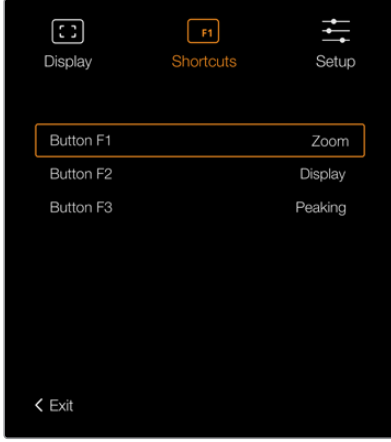 F1
Display Shortcuts Setup
Button F1 Zoom
Button F2 Display
Button F3 Peaking
Exit